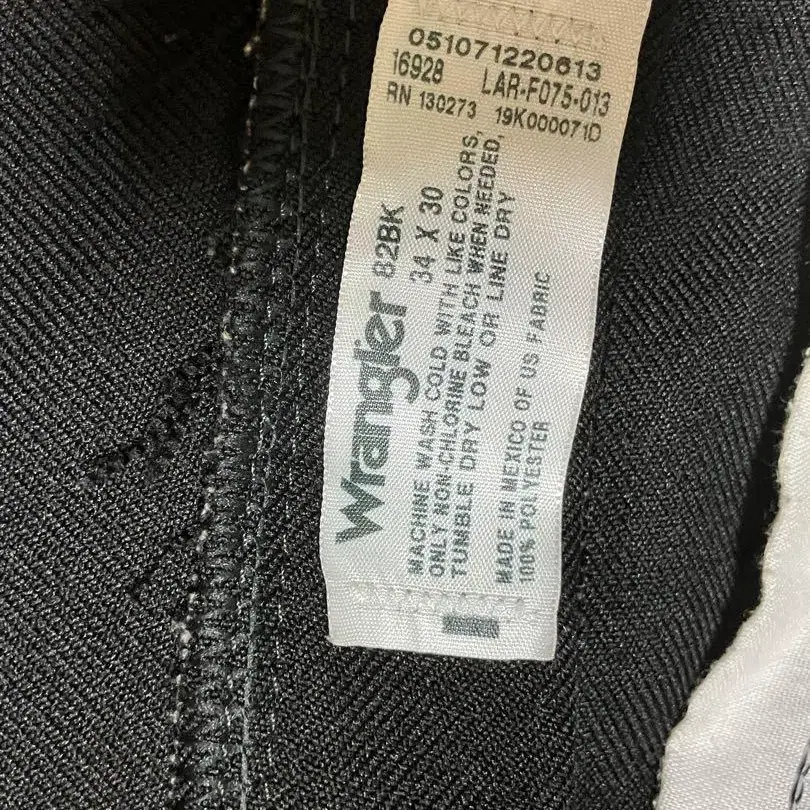 051071220613
16928 LAR-F075-013
RN 130273 19K000071D
Wrangler 82BK
34 X 30
MACHINE WASH COLD WITH LIKE COLORS,
ONLY NON-CHLORINE BLEACH WHEN NEEDED,
TUMBLE DRY LOW OR LINE DRY
MADE IN MEXICO OF US FABRIC
100% POLYESTER